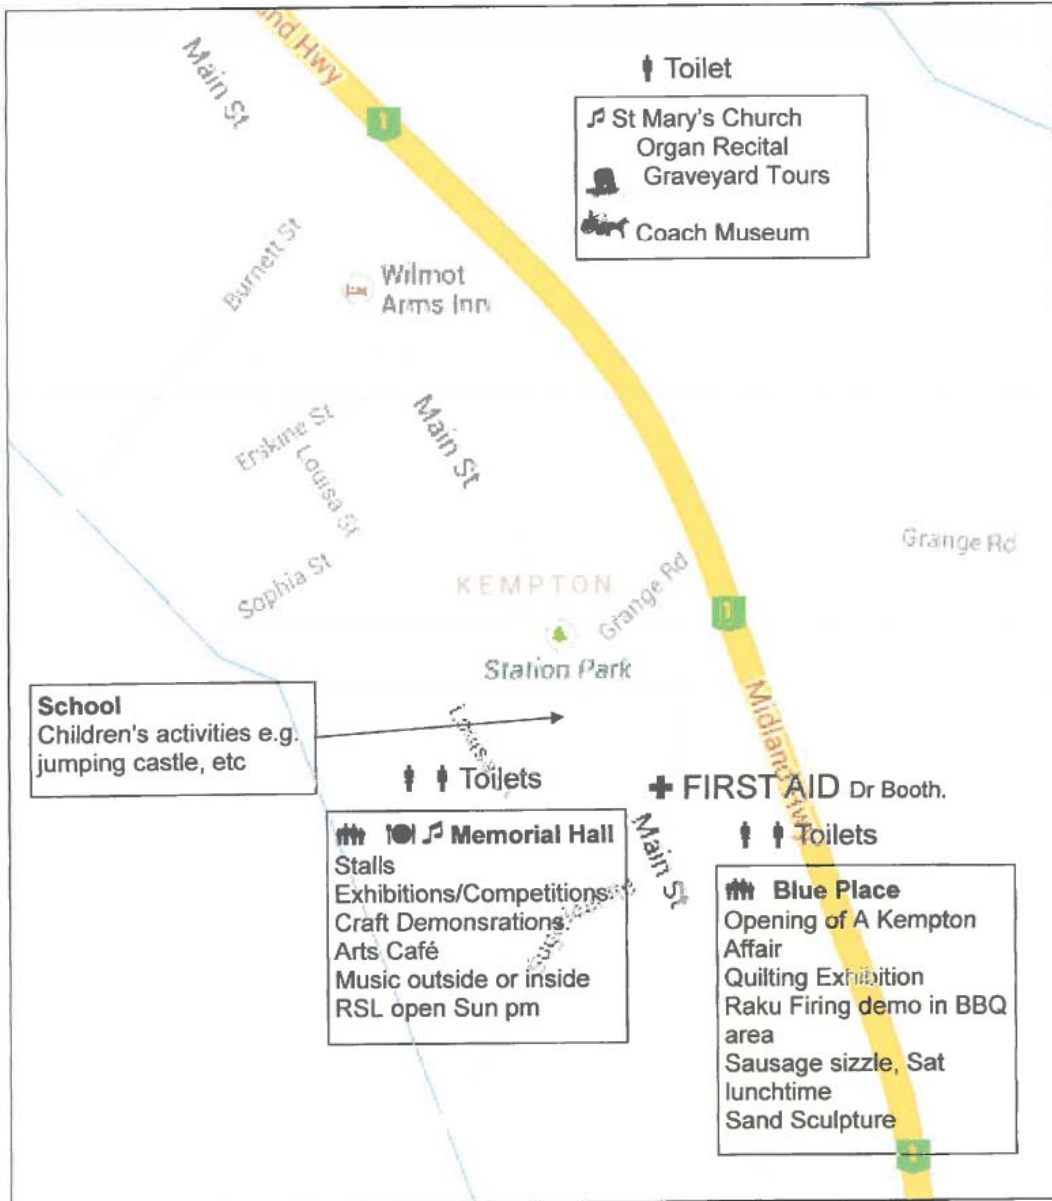 nd Hwy
Main St
1
Toilet
St Mary's Church
Organ Recital
Graveyard Tours
Coach Museum
Burnett St
Wilmot
Arms Inn
Main St
Erskine St
Louisa St
Sophia St
Grange Rd
KEMPTON
Grange Rd
1
Station Park
Midland Hwy
School
Children's activities e.g.
jumping castle, etc
Toilets
FIRST AID Dr Booth.
Toilets
Memorial Hall
Stalls
Exhibitions/Competitions
Craft Demonsrations.
Arts Café
Music outside or inside
RSL open Sun pm
Main St
Blue Place
Opening of A Kempton
Affair
Quilting Exhibition
Raku Firing demo in BBQ
area
Sausage sizzle, Sat
lunchtime
Sand Sculpture
1